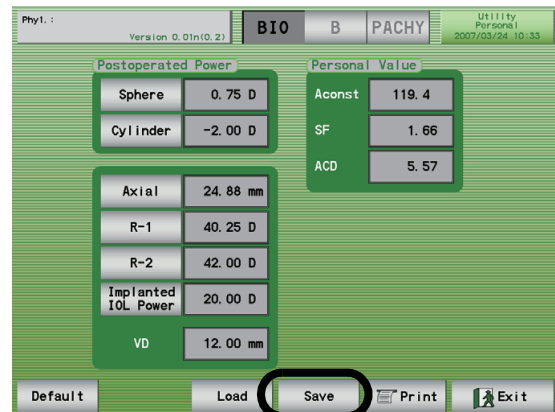 Phy1. :
Version 0.01n(0.2)
BIO
B
PACHY
Utility
Personal
2007/03/24 10:33
Postoperated Power
Sphere 0.75 D
Cylinder -2.00 D
Personal Value
Aconst 119.4
SF 1.66
ACD 5.57
Axial 24.88 mm
R-1 40.25 D
R-2 42.00 D
Implanted
IOL Power 20.00 D
VD 12.00 mm
Default
Load
Save
Print
Exit